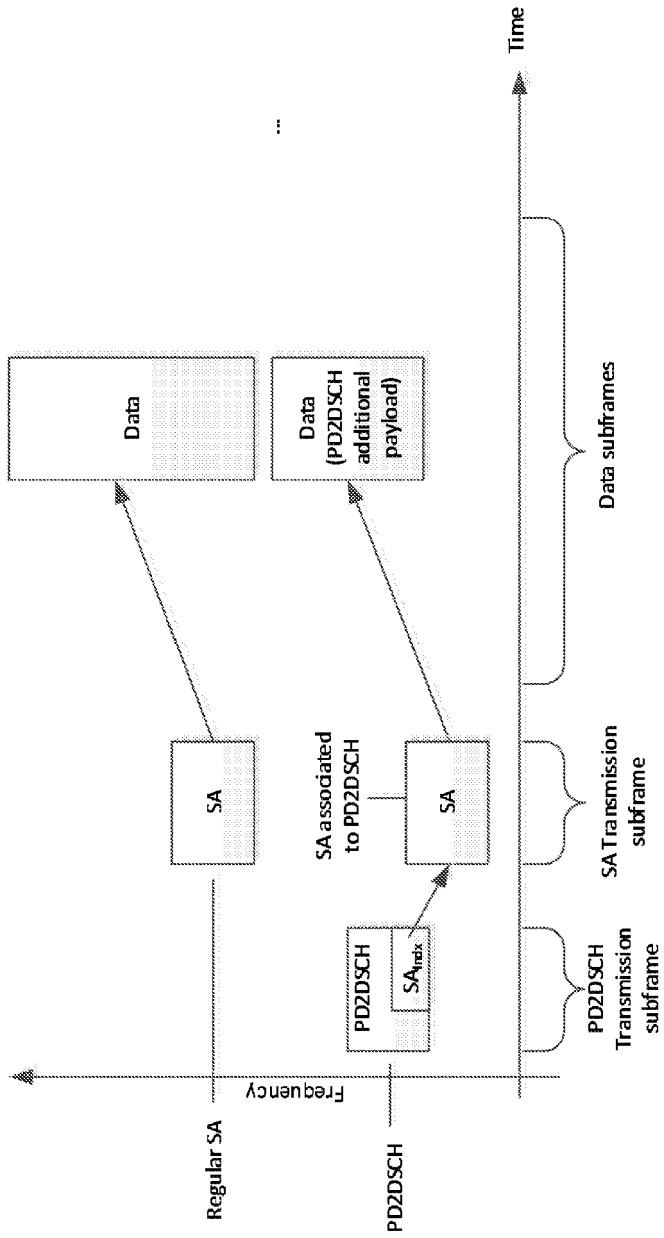 Frequency
Regular SA
PD2DSCH
PD2DSCH
SA_Indx
SA
SA associated
to PD2DSCH
SA
Data
Data
(PD2DSCH
additional
payload)
...
PD2DSCH
Transmission
subframe
SA Transmission
subframe
Data subframes
Time